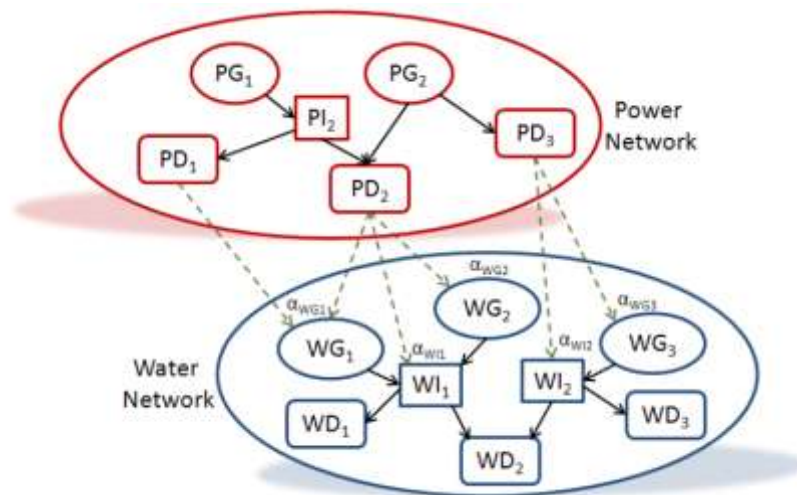 PG₁
PG₂
PI₂
Power
Network
PD₁
PD₃
PD₂
αWG2
αWG1
αWG3
WG₂
αWI1
αWI2
WG₁
WG₃
Water
Network
WI₁
WI₂
WD₁
WD₃
WD₂